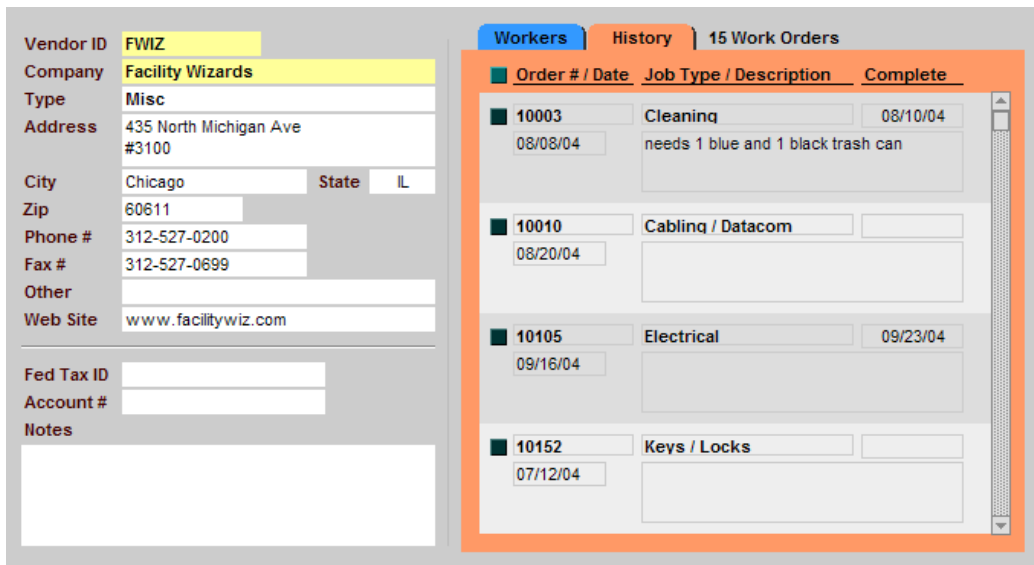 Vendor ID FWIZ
Company Facility Wizards
Type Misc
Address 435 North Michigan Ave
#3100
City Chicago State IL
Zip 60611
Phone # 312-527-0200
Fax # 312-527-0699
Other
Web Site www.facilitywiz.com
Fed Tax ID
Account #
Notes
Workers History 15 Work Orders
Order # / Date Job Type / Description Complete
10003 Cleaning 08/10/04
08/08/04 needs 1 blue and 1 black trash can
10010 Cabling / Datacom
08/20/04
10105 Electrical 09/23/04
09/16/04
10152 Keys / Locks
07/12/04